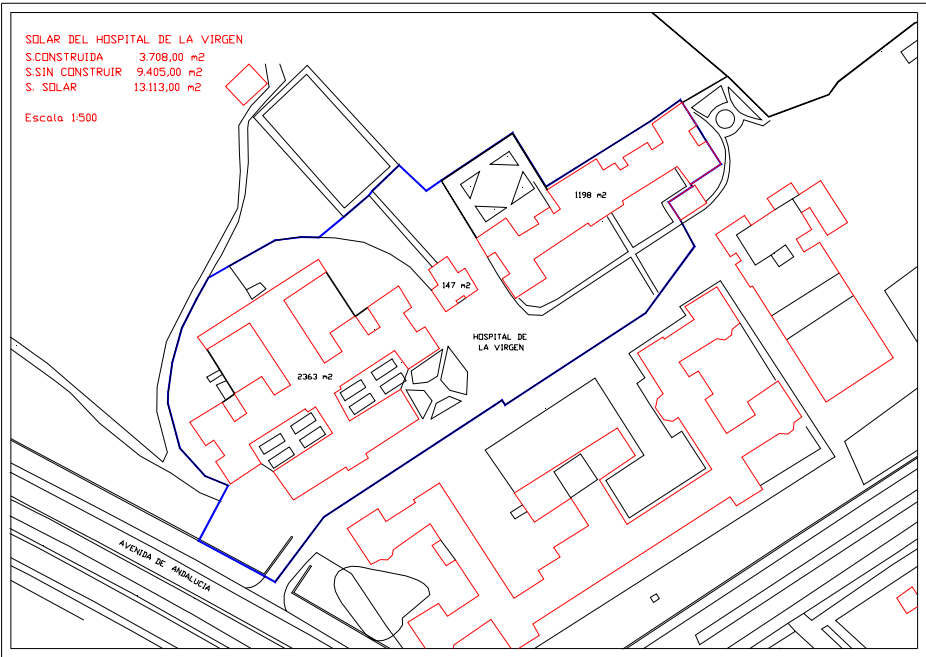 SOLAR DEL HOSPITAL DE LA VIRGEN
S.CONSTRUIDA 3.708,00 m2
S.SIN CONSTRUIR 9.405,00 m2
S. SOLAR 13.113,00 m2
Escala 1:500
1198 m2
147 m2
HOSPITAL DE
LA VIRGEN
2363 m2
AVENIDA DE ANDALUCIA